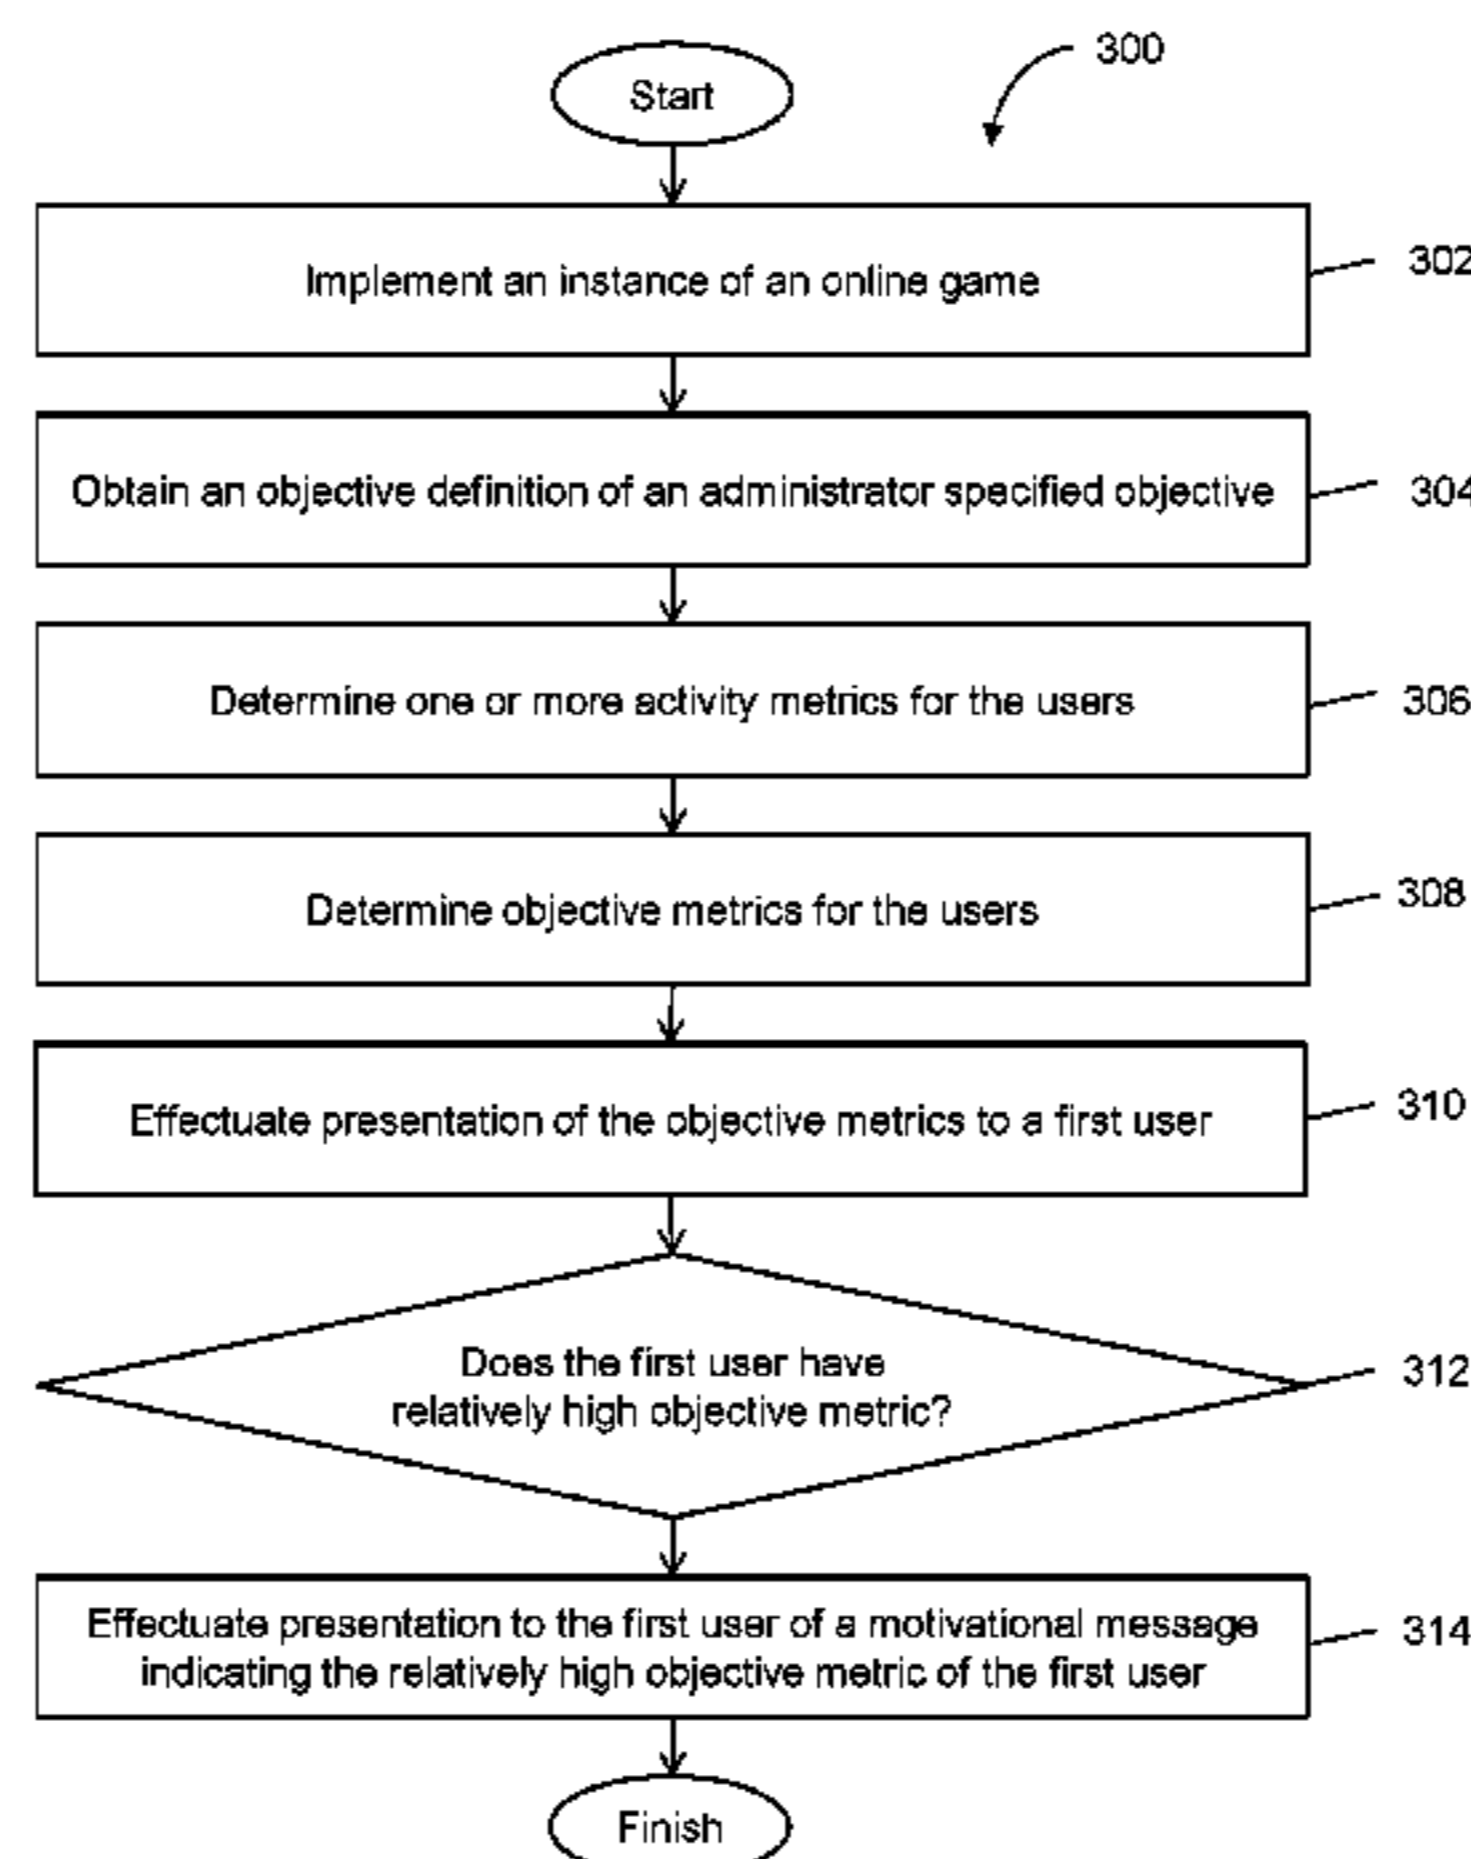 300
Start
Implement an instance of an online game
302
Obtain an objective definition of an administrator specified objective
304
Determine one or more activity metrics for the users
306
Determine objective metrics for the users
308
Effectuate presentation of the objective metrics to a first user
310
Does the first user have
relatively high objective metric?
312
Effectuate presentation to the first user of a motivational message
indicating the relatively high objective metric of the first user
314
Finish